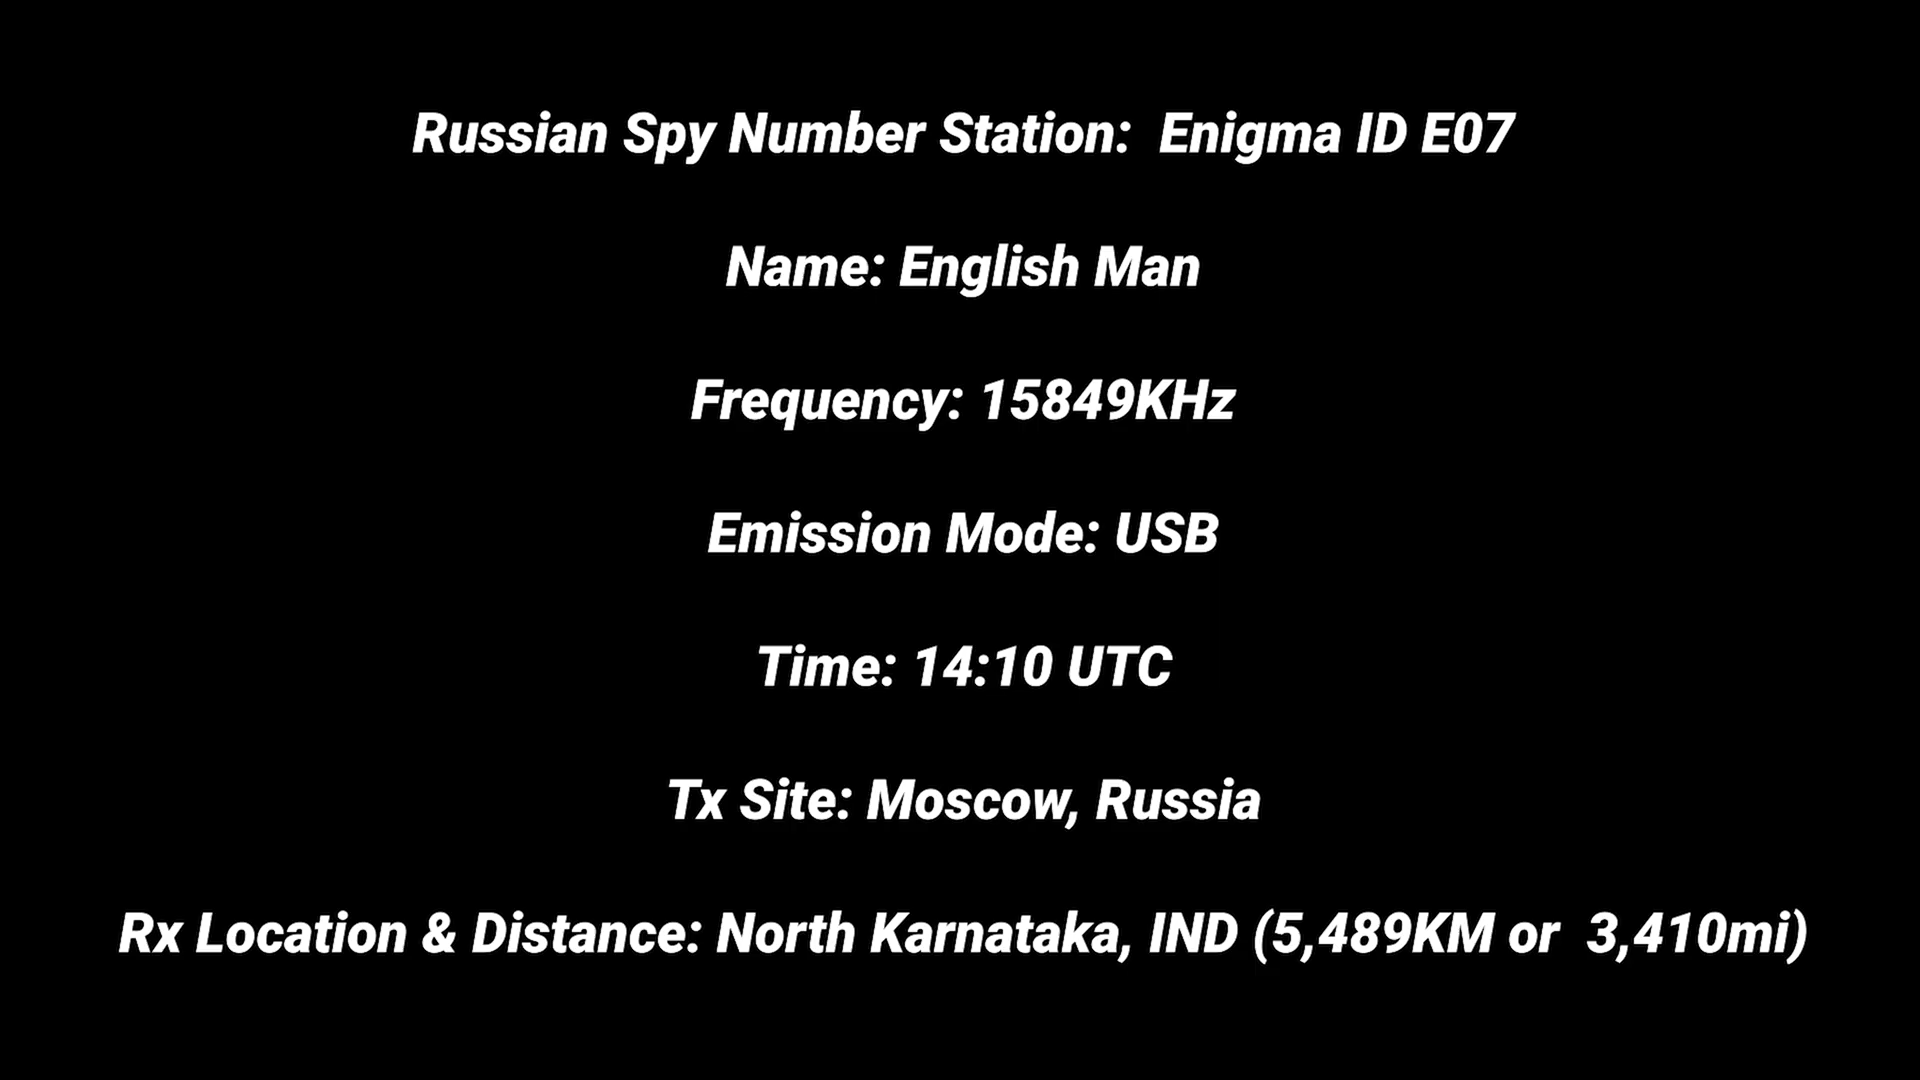 Russian Spy Number Station:  Enigma ID E07
Name: English Man
Frequency: 15849KHz
Emission Mode: USB
Time: 14:10 UTC
Tx Site: Moscow, Russia
Rx Location & Distance: North Karnataka, IND (5,489KM or  3,410mi)